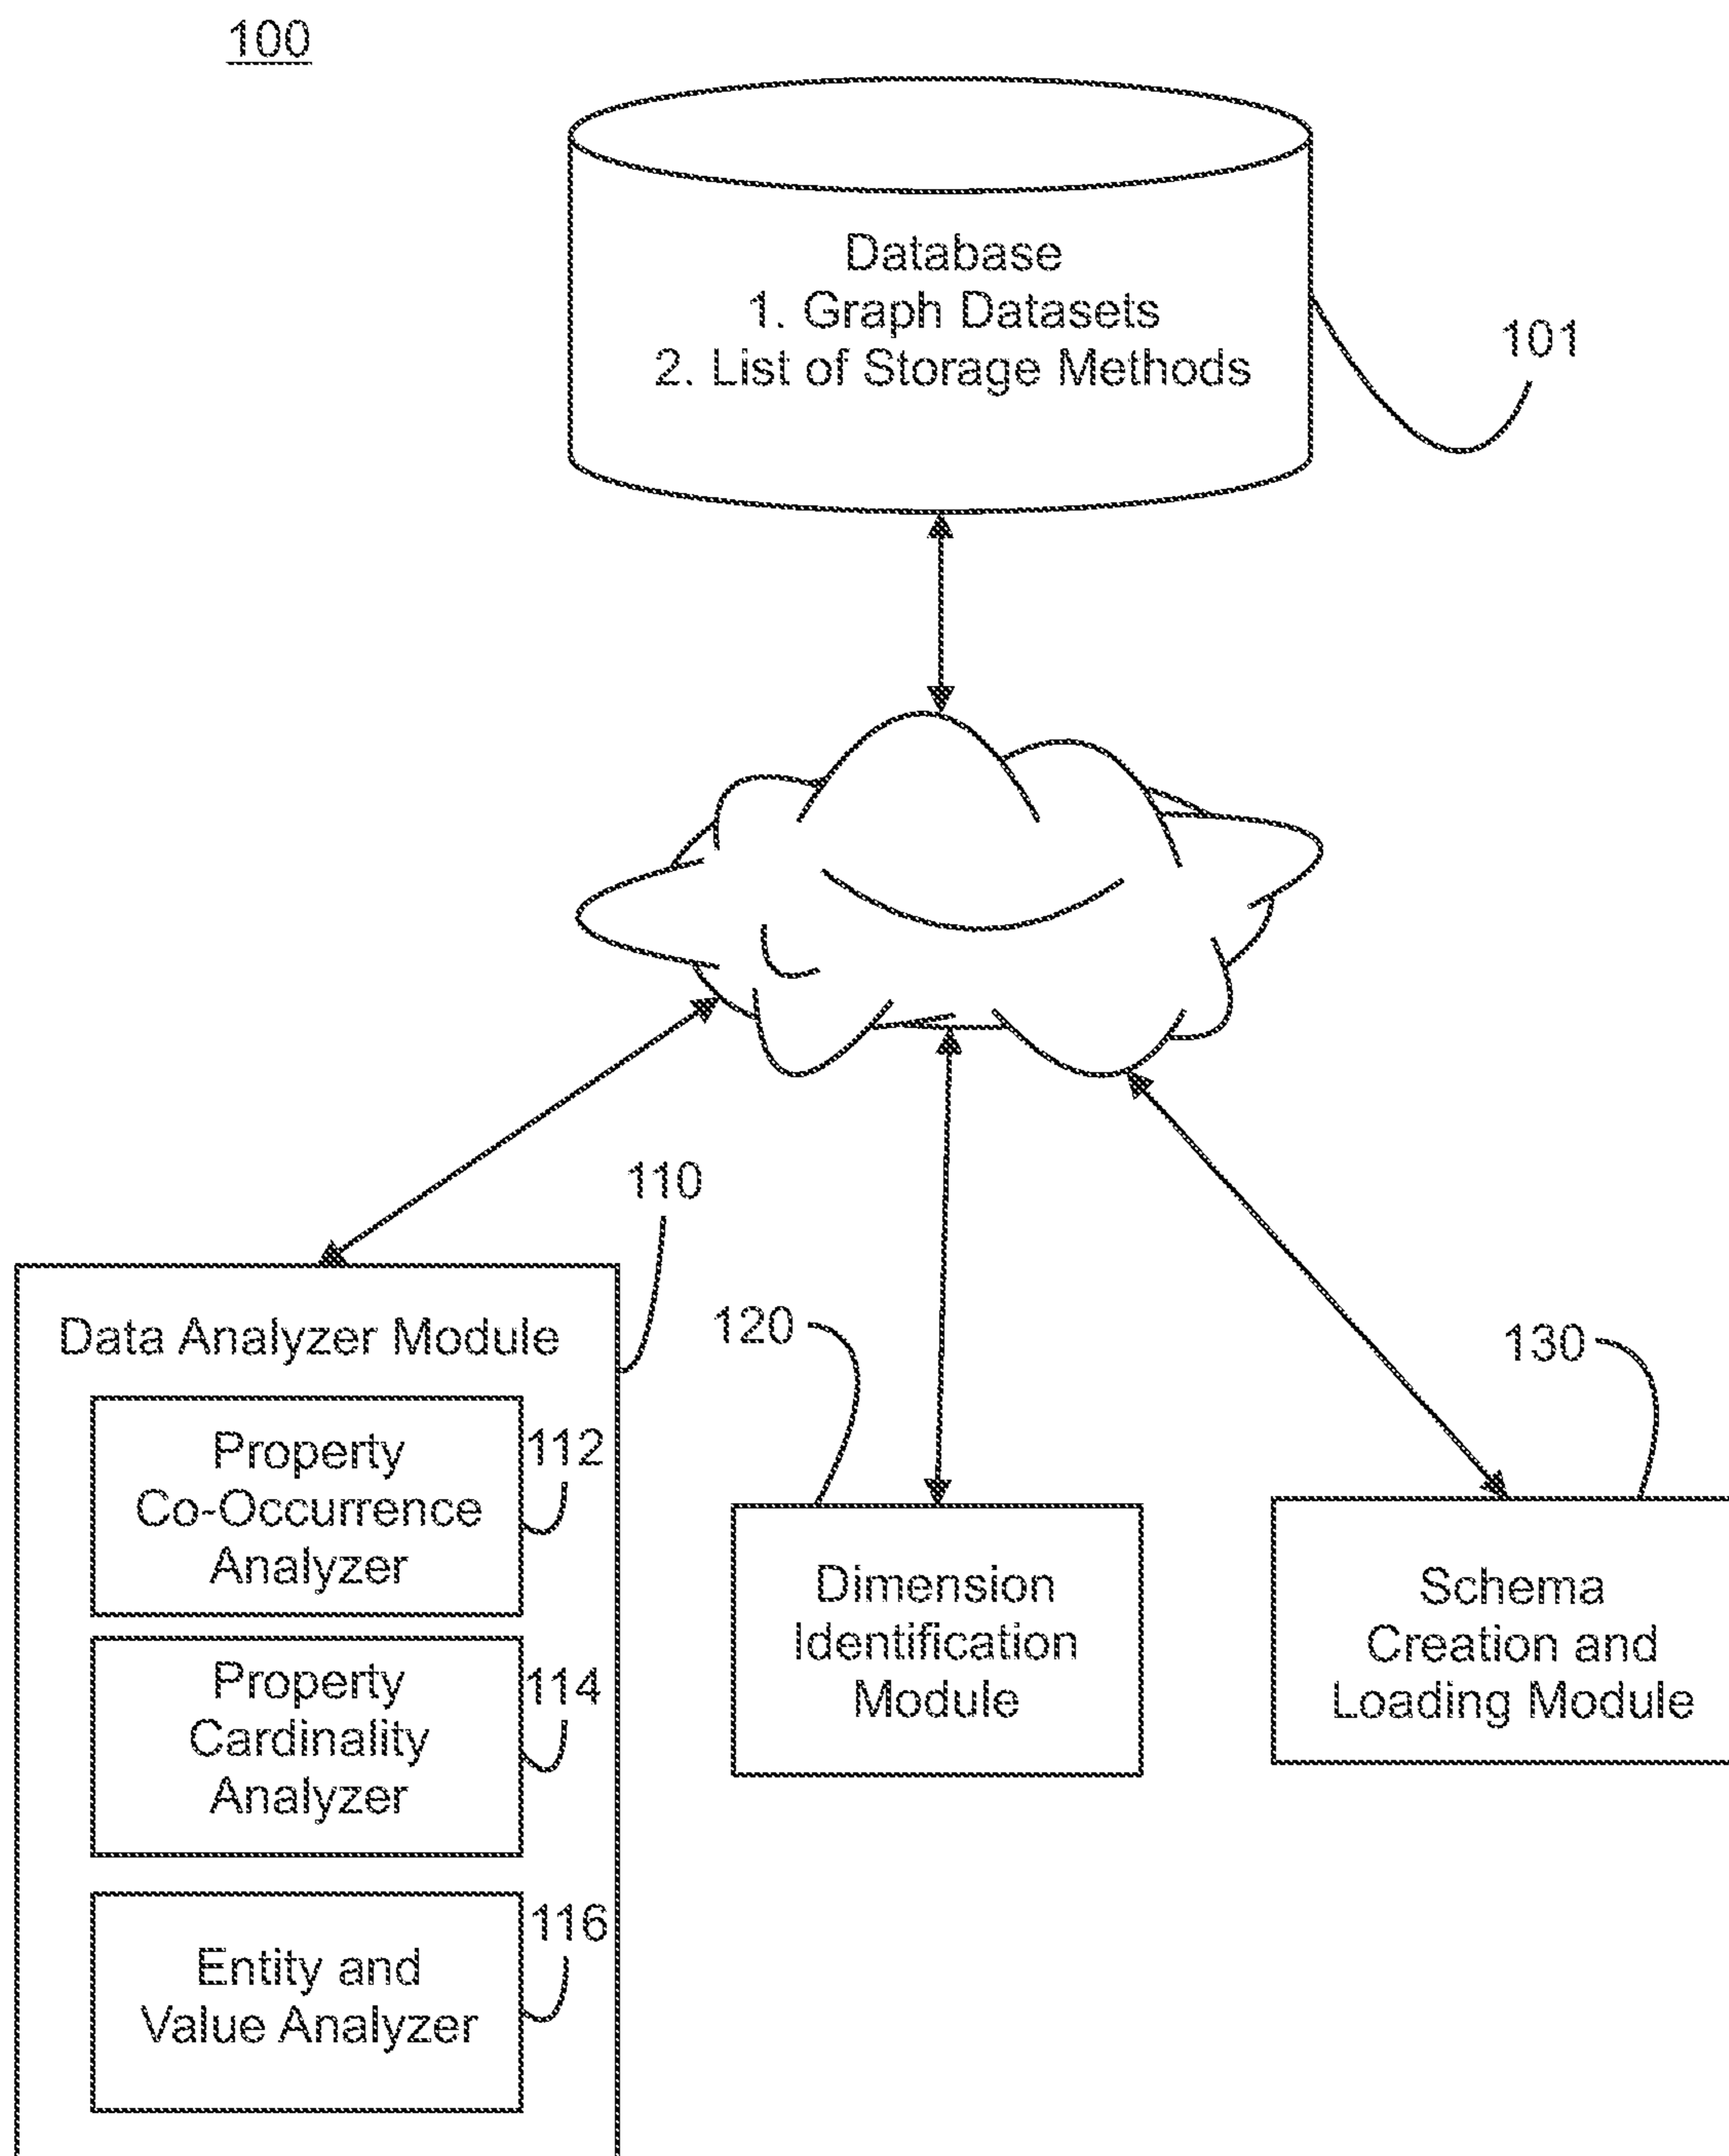 100
Database
1. Graph Datasets
2. List of Storage Methods
101
110
Data Analyzer Module
Property
Co-Occurrence
Analyzer
112
Property
Cardinality
Analyzer
114
Entity and
Value Analyzer
116
120
Dimension
Identification
Module
130
Schema
Creation and
Loading Module